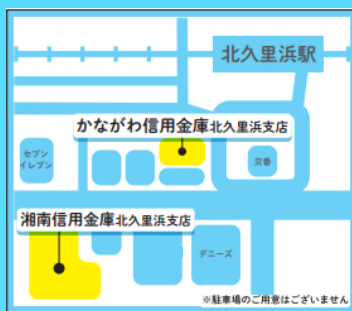 北久里浜駅
かながわ信用金庫北久里浜支店
セブン
イレブン
交番
湘南信用金庫北久里浜支店
デニーズ
※駐車場のご用意はございません